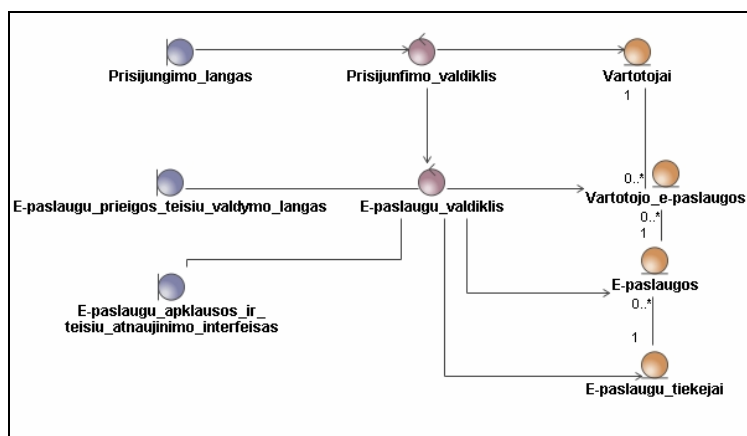 Prisijungimo_langas
Prisijunfimo_valdiklis
Vartotojai
1
0..*
E-paslaugu_prieigos_teisiu_valdymo_langas
E-paslaugu_valdiklis
Vartotojo_e-paslaugos
0..*
1
E-paslaugos
E-paslaugu_apklausos_ir_
teisiu_atnaujinimo_interfeisas
0..*
1
E-paslaugu_tiekejai